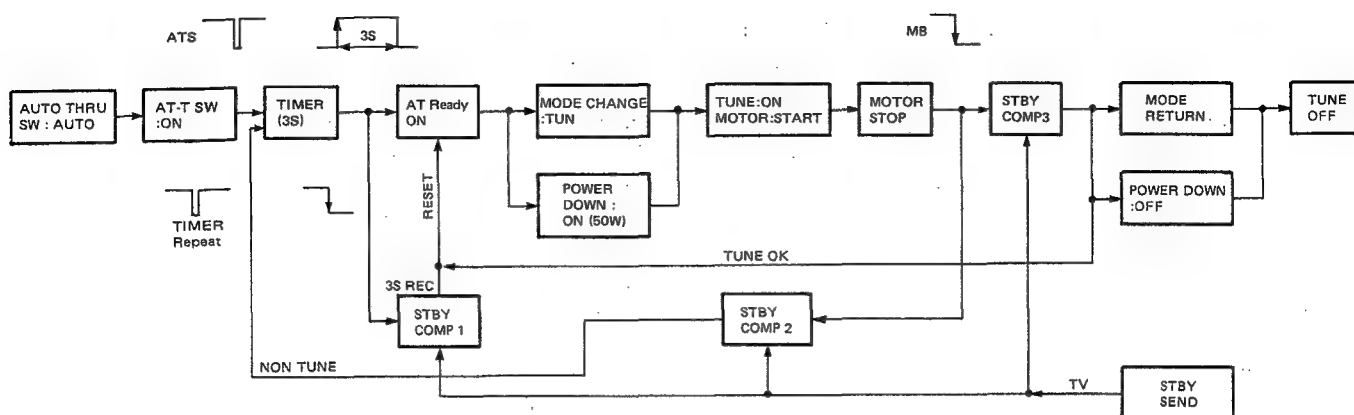 ATS
3S
MB
AUTO THRU
SW : AUTO
AT-T SW
:ON
TIMER
(3S)
AT Ready
ON
MODE CHANGE
:TUN
TUNE:ON
MOTOR:START
MOTOR
STOP
STBY
COMP3
MODE
RETURN
TUNE
OFF
POWER
DOWN :
ON (50W)
POWER DOWN
:OFF
TIMER
Repeat
RESET
TUNE OK
3S REC
STBY
COMP 1
STBY
COMP 2
NON TUNE
TV
STBY
SEND